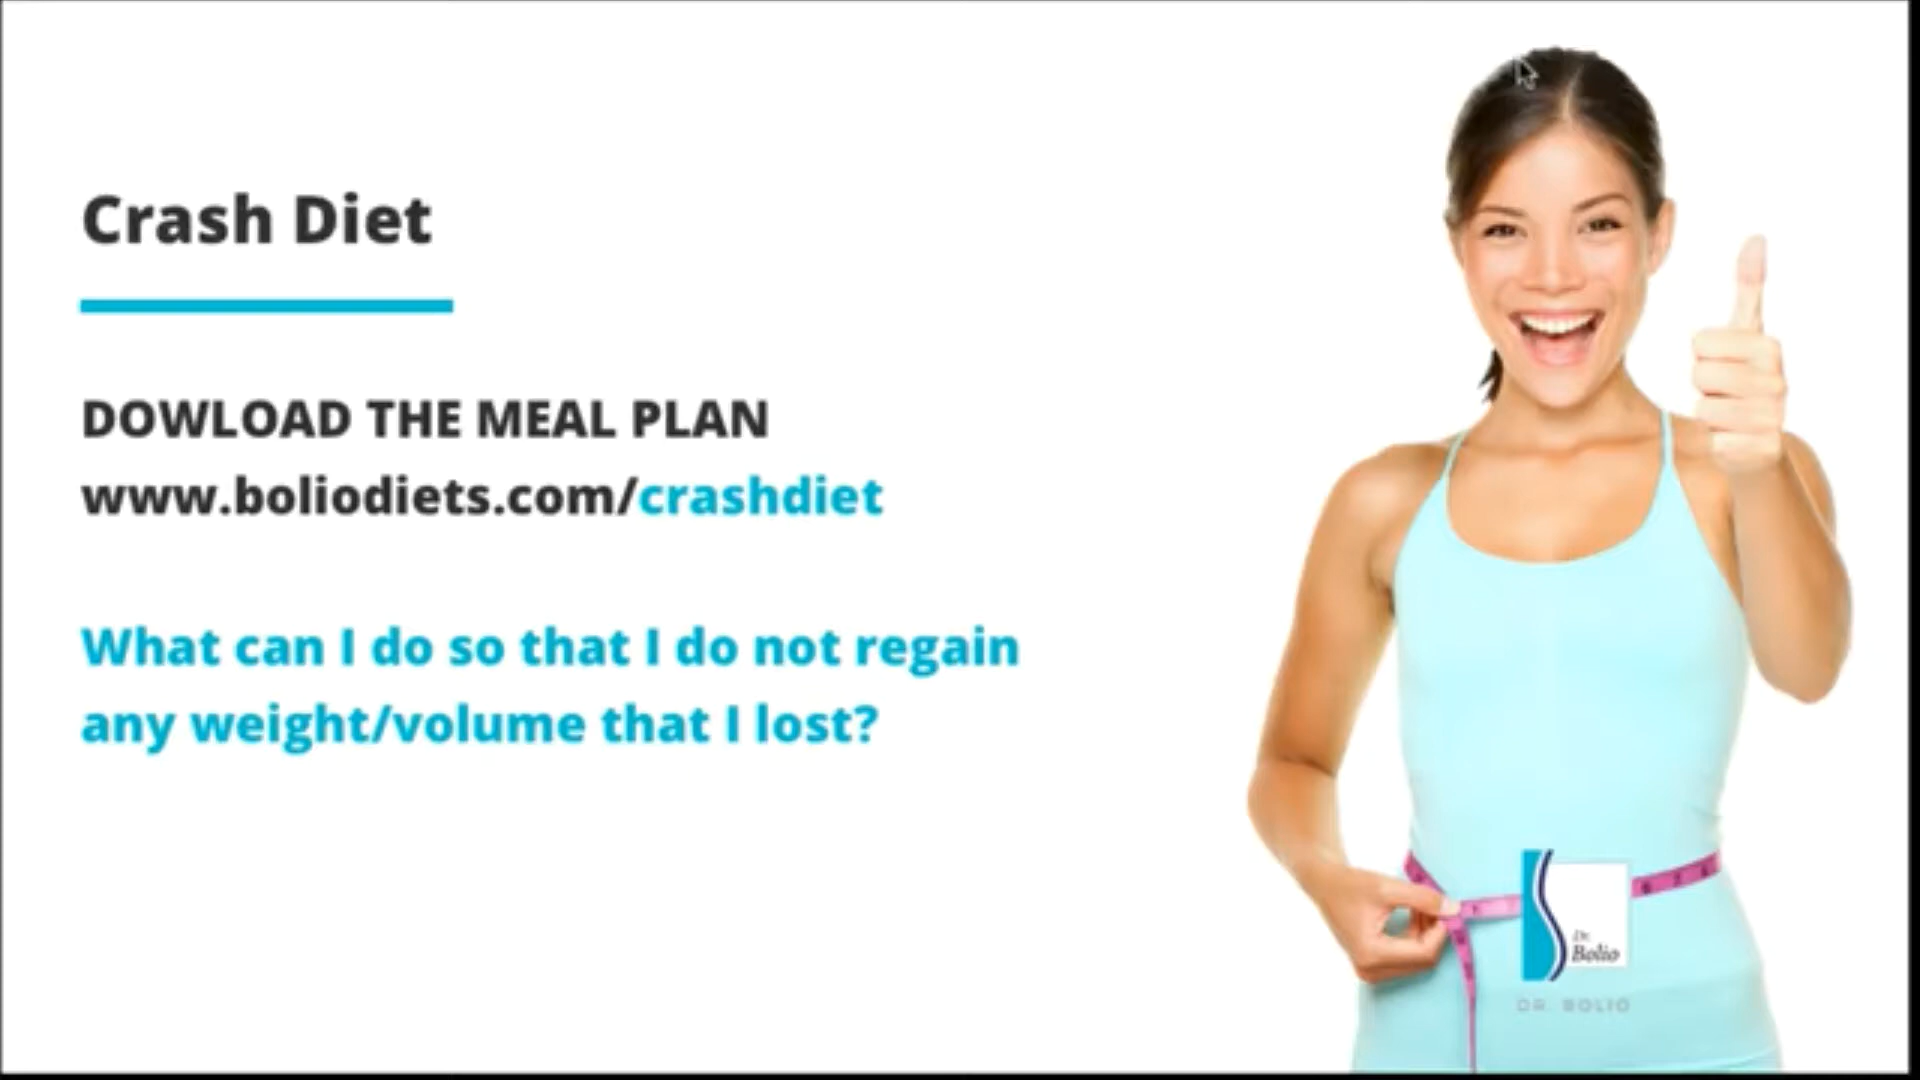 Crash Diet
DOWLOAD THE MEAL PLAN
www.boliodiets.com/crashdiet
What can I do so that I do not regain
any weight/volume that I lost?
Dr.
Bolio
DR. BOLIO